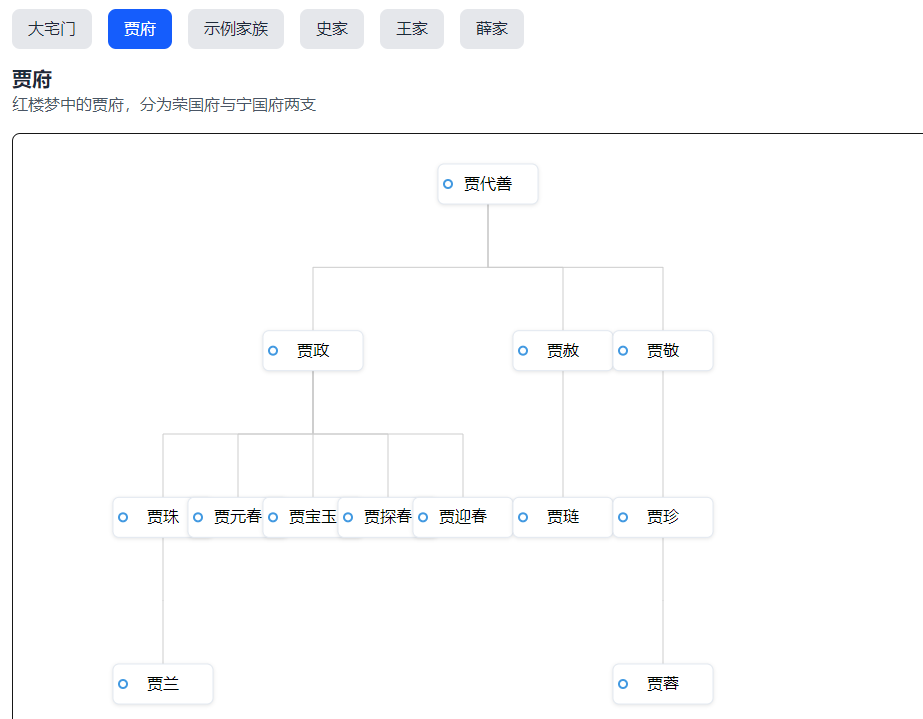 大宅门 贾府 示例家族 史家 王家 薛家
贾府
红楼梦中的贾府，分为荣国府与宁国府两支
贾代善
贾政 贾赦 贾敬
贾珠 贾元春 贾宝玉 贾探春 贾迎春 贾琏 贾珍
贾兰 贾蓉